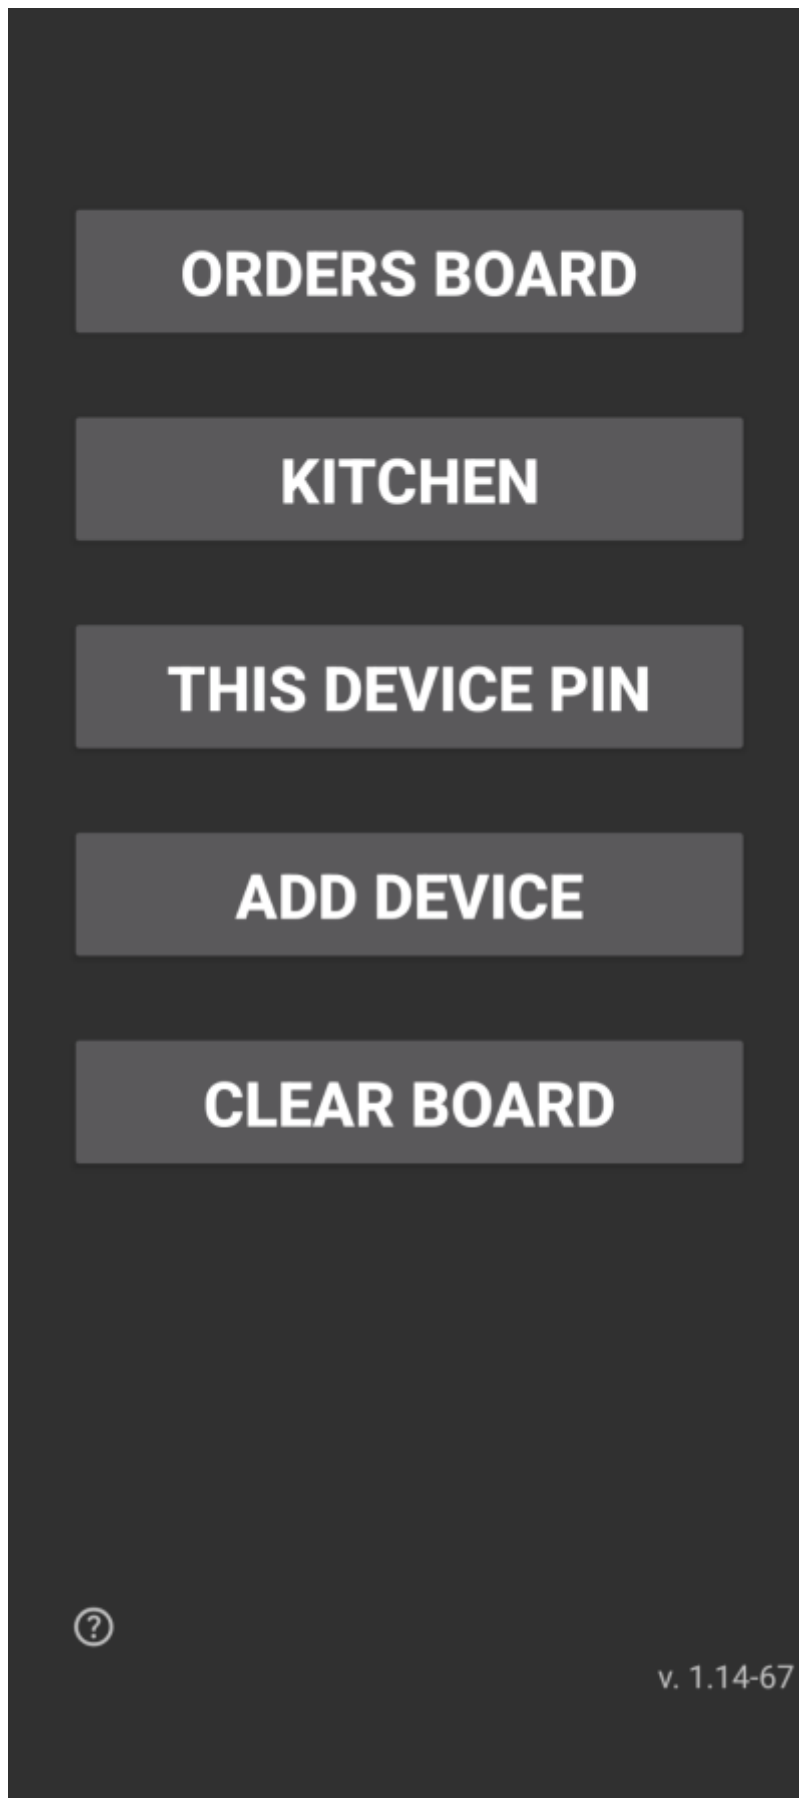 ORDERS BOARD
KITCHEN
THIS DEVICE PIN
ADD DEVICE
CLEAR BOARD
?
v. 1.14-67